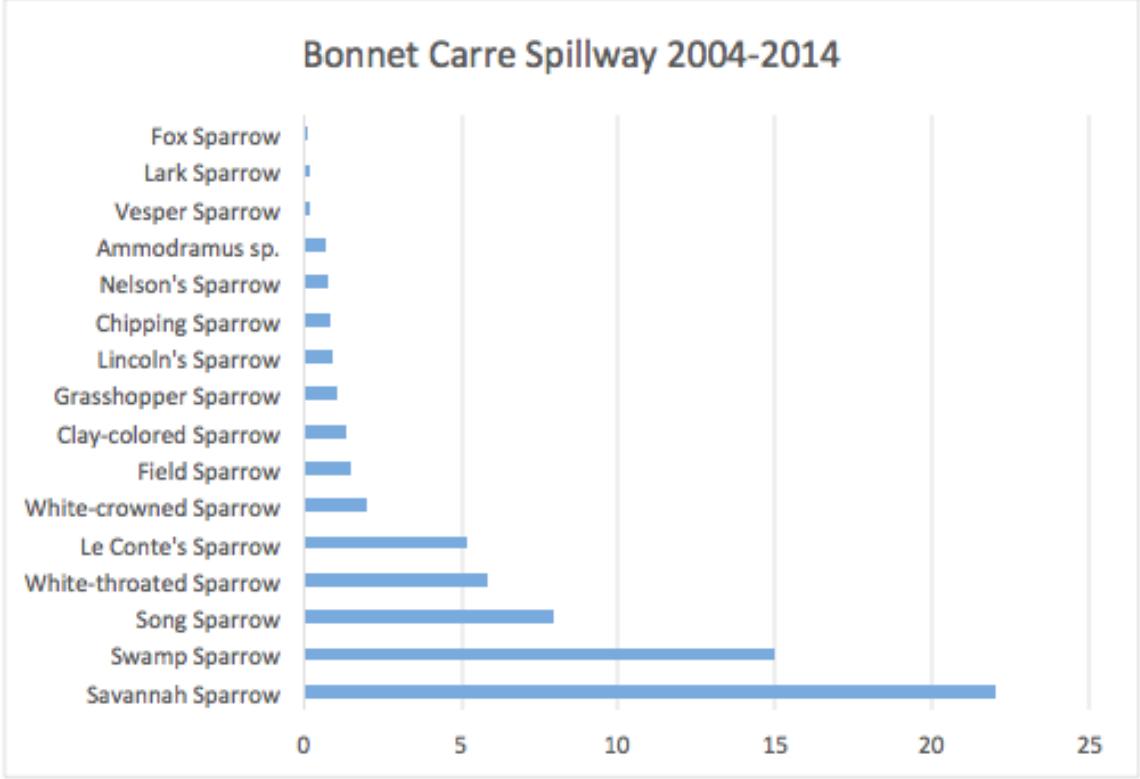 Bonnet Carre Spillway 2004-2014
Fox Sparrow
Lark Sparrow
Vesper Sparrow
Ammodramus sp.
Nelson's Sparrow
Chipping Sparrow
Lincoln's Sparrow
Grasshopper Sparrow
Clay-colored Sparrow
Field Sparrow
White-crowned Sparrow
Le Conte's Sparrow
White-throated Sparrow
Song Sparrow
Swamp Sparrow
Savannah Sparrow
0 5 10 15 20 25